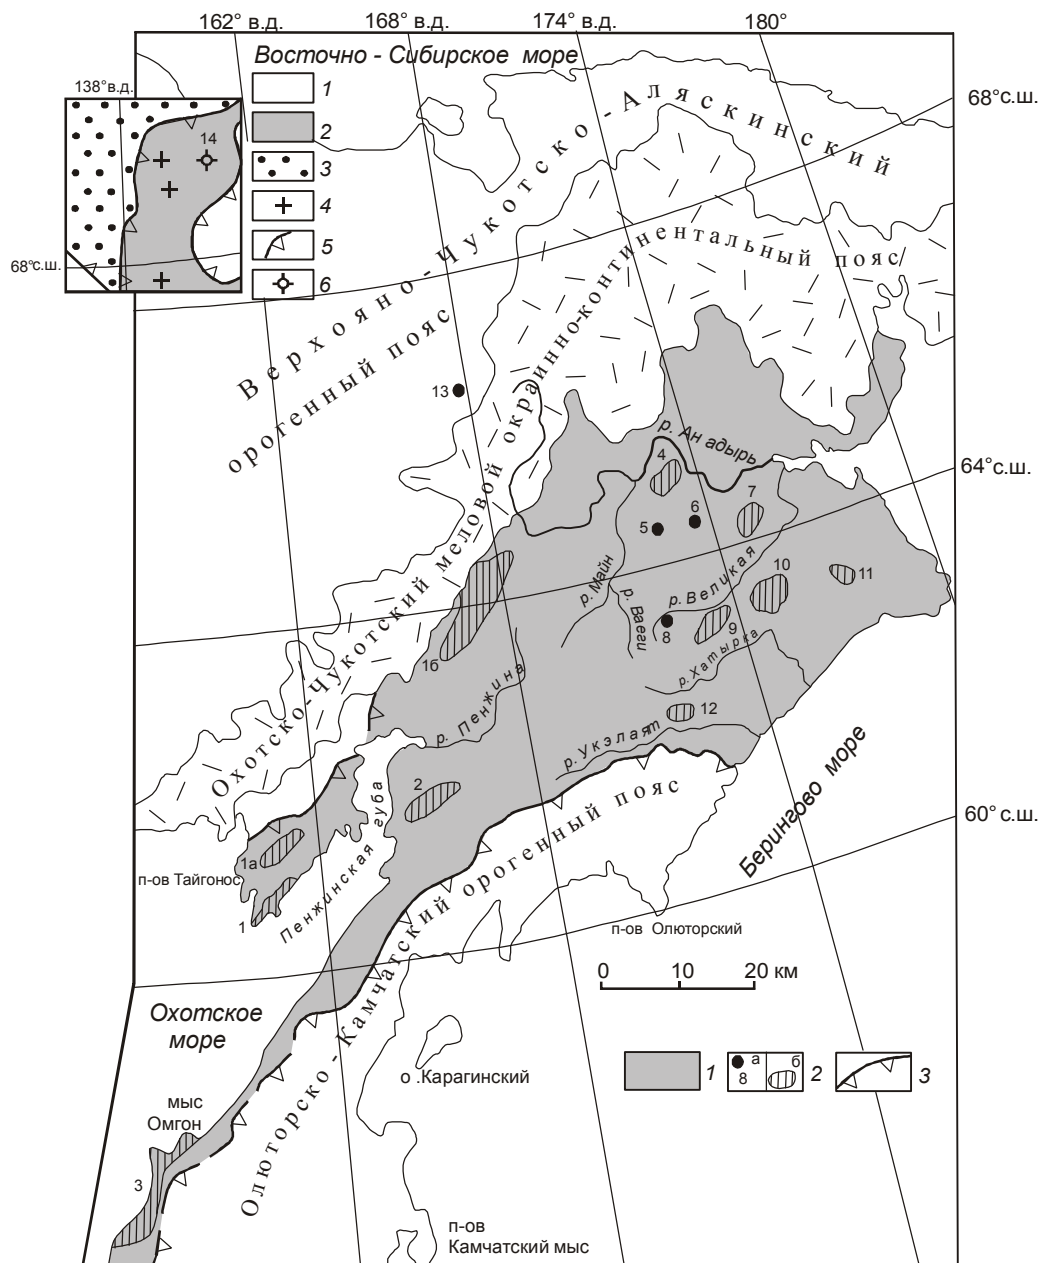 162° в.д.
168° в.д.
174° в.д.
180°
Восточно - Сибирское море
138° в.д.
14
68° с.ш.
1
2
3
4
5
6
68° с.ш.
Верхояно - Чукотско - Аляскинский
орогенный пояс
Охотско-Чукотский меловой окраинно-континентальный пояс
13
р. Анадырь
64° с.ш.
4
5
6
7
10
11
р. Майн
р. Великая
р. Ваеги
8
9
р. Хатырка
1б
р. Пенжина
12
р. Укэлаят
2
Пенжинская губа
1а
п-ов Тайгонос
1
Берингово море
60° с.ш.
Олюторско - Камчатский орогенный пояс
п-ов Олюторский
0 10 20 км
Охотское
море
о .Карагинский
мыс
Омгон
3
п-ов
Камчатский мыс
1
а
8
б
2
3